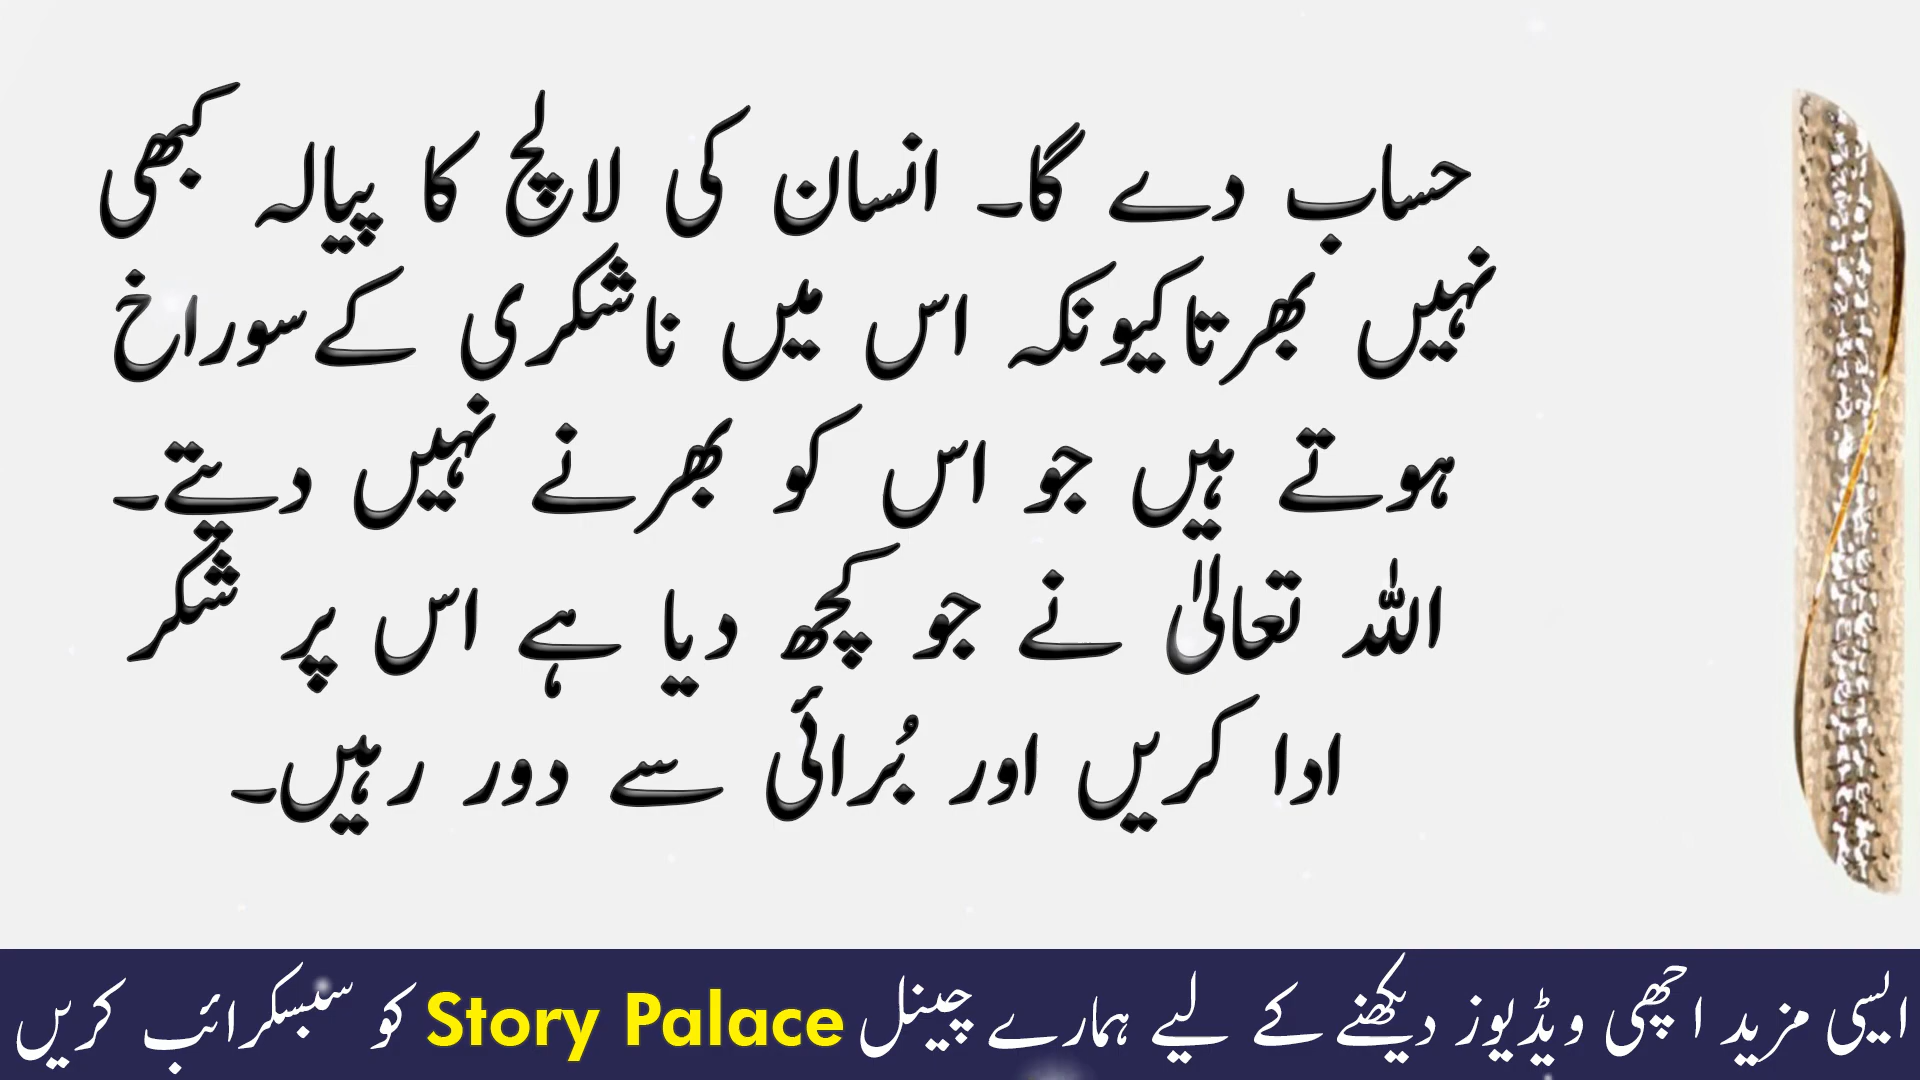 حساب دے گا۔ انسان کی لالچ کا پیالہ کبھی
نہیں بھرتا کیونکہ اس میں ناشکری کے سوراخ
ہوتے ہیں جو اس کو بھرنے نہیں دیتے۔
اللہ تعالیٰ نے جو کچھ دیا ہے اس پر شکر
ادا کریں اور بُرائی سے دور رہیں۔
ایسی مزید اچھی ویڈیوز دیکھنے کے لیے ہمارے چینل Story Palace کو سبسکرائب کریں